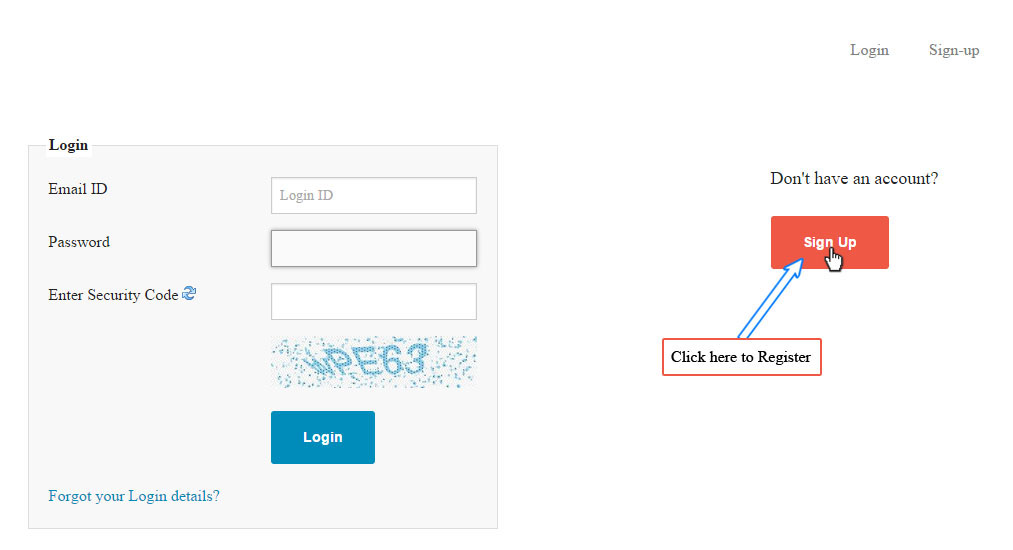 Login Sign-up
Login
Email ID
Login ID
Password
Enter Security Code
Login
Forgot your Login details?
Don't have an account?
Sign Up
Click here to Register